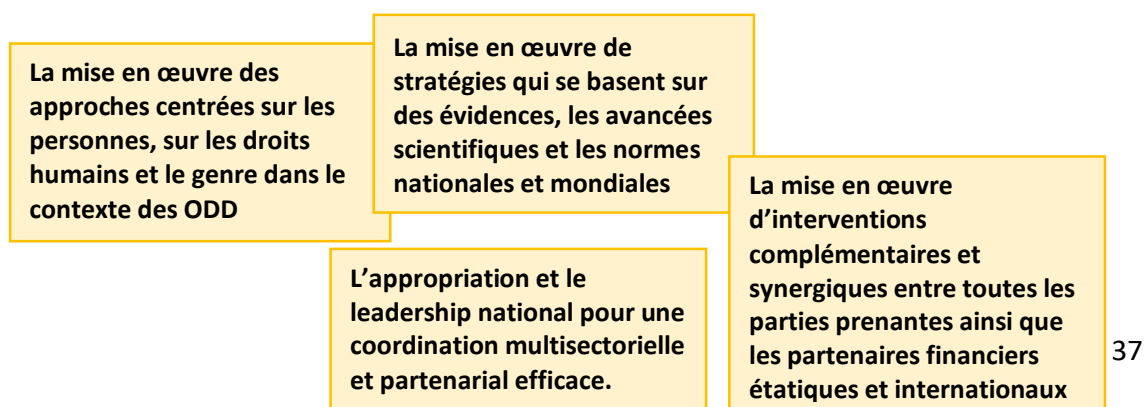 La mise en œuvre des
approches centrées sur les
personnes, sur les droits
humains et le genre dans le
contexte des ODD
La mise en œuvre de
stratégies qui se basent sur
des évidences, les avancées
scientifiques et les normes
nationales et mondiales
L’appropriation et le
leadership national pour une
coordination multisectorielle
et partenarial efficace.
La mise en œuvre
d’interventions
complémentaires et
synergiques entre toutes les
parties prenantes ainsi que
les partenaires financiers
étatiques et internationaux
37